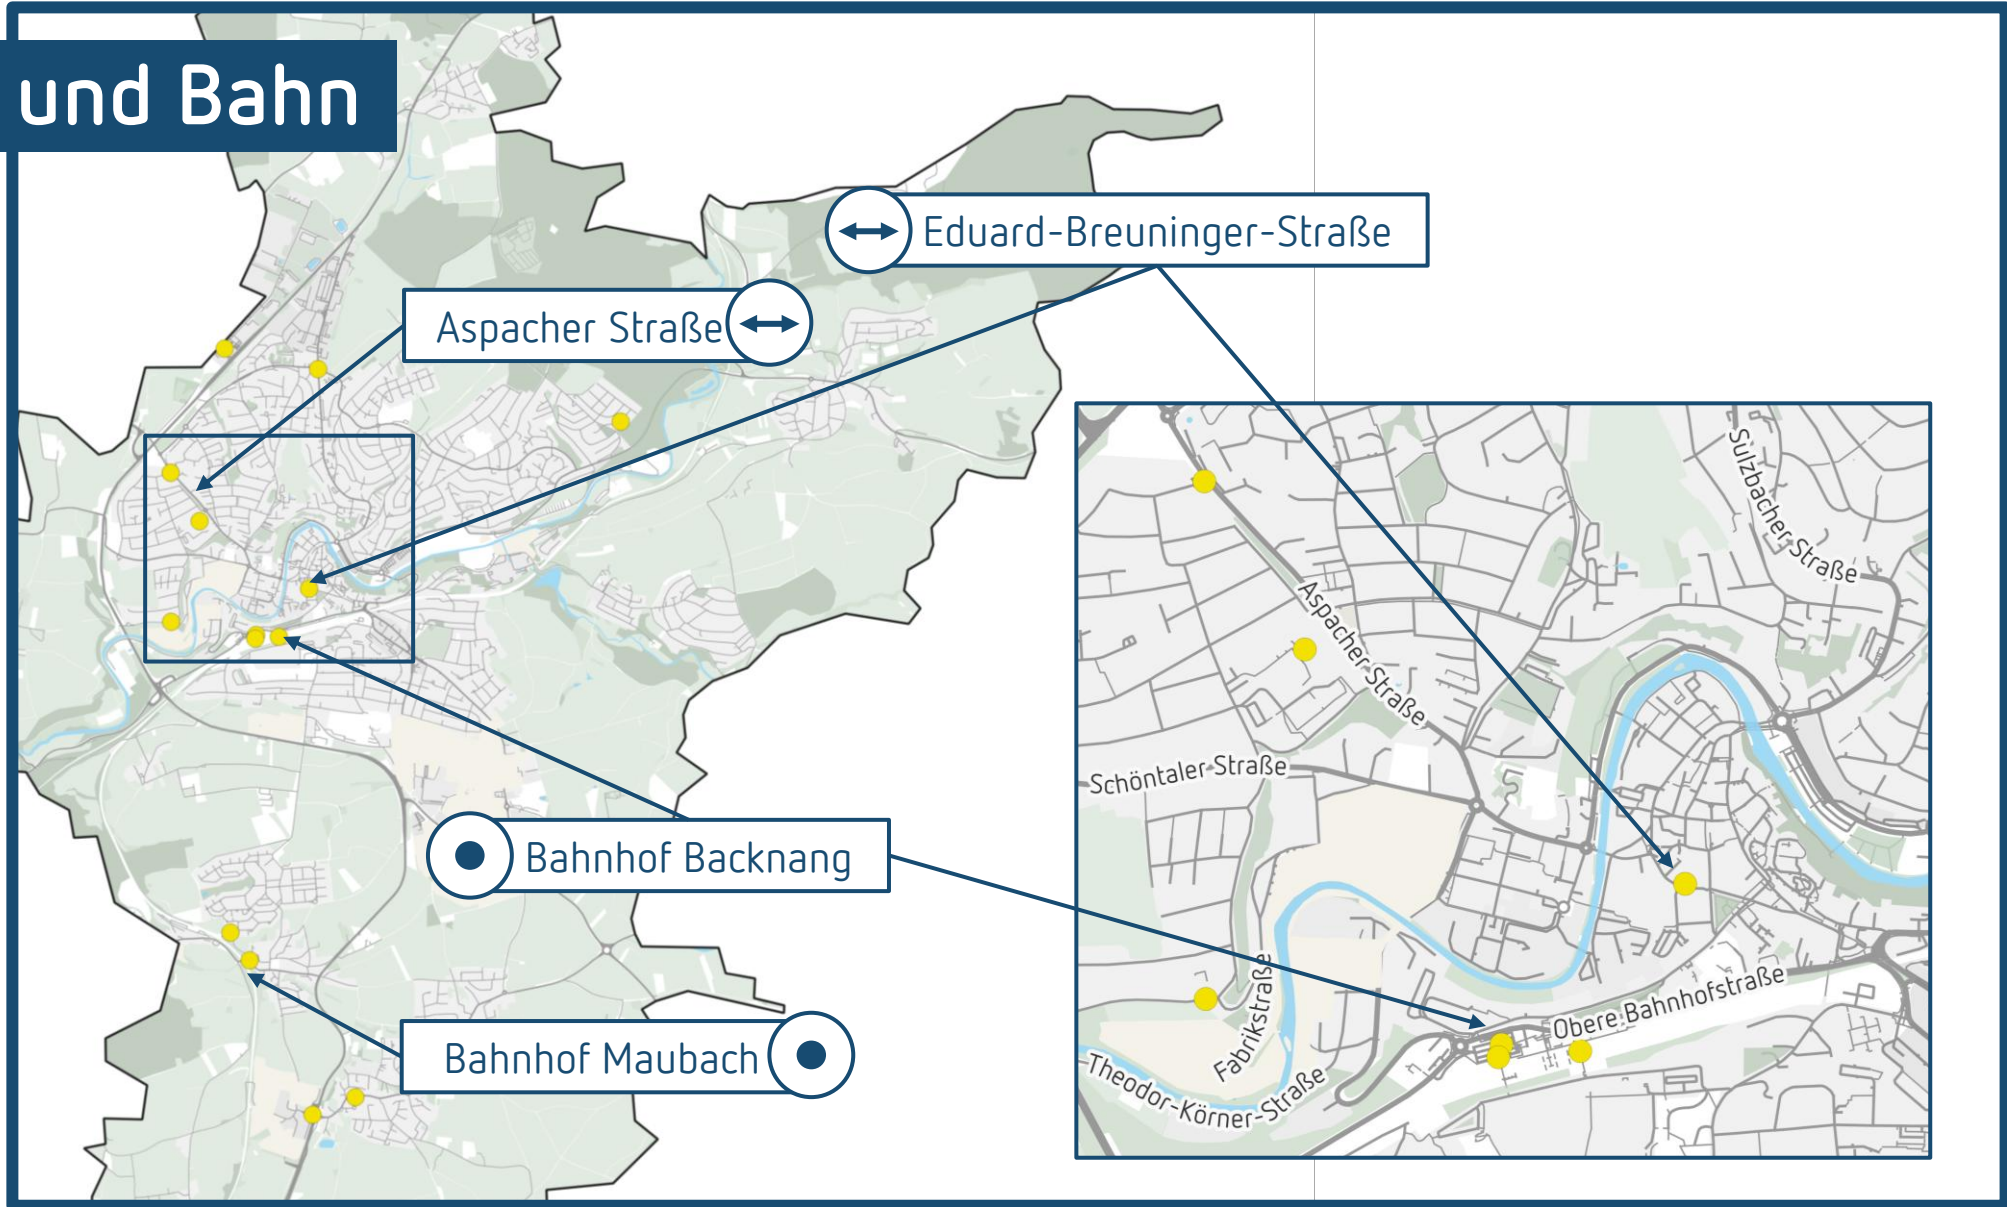 und Bahn
Eduard-Breuninger-Straße
Aspacher Straße
Sulzbacher-Straße
Aspacher-Straße
Schöntaler-Straße
Bahnhof Backnang
Fabrikstraße
Obere Bahnhofstraße
Bahnhof Maubach
Theodor-Körner-Straße